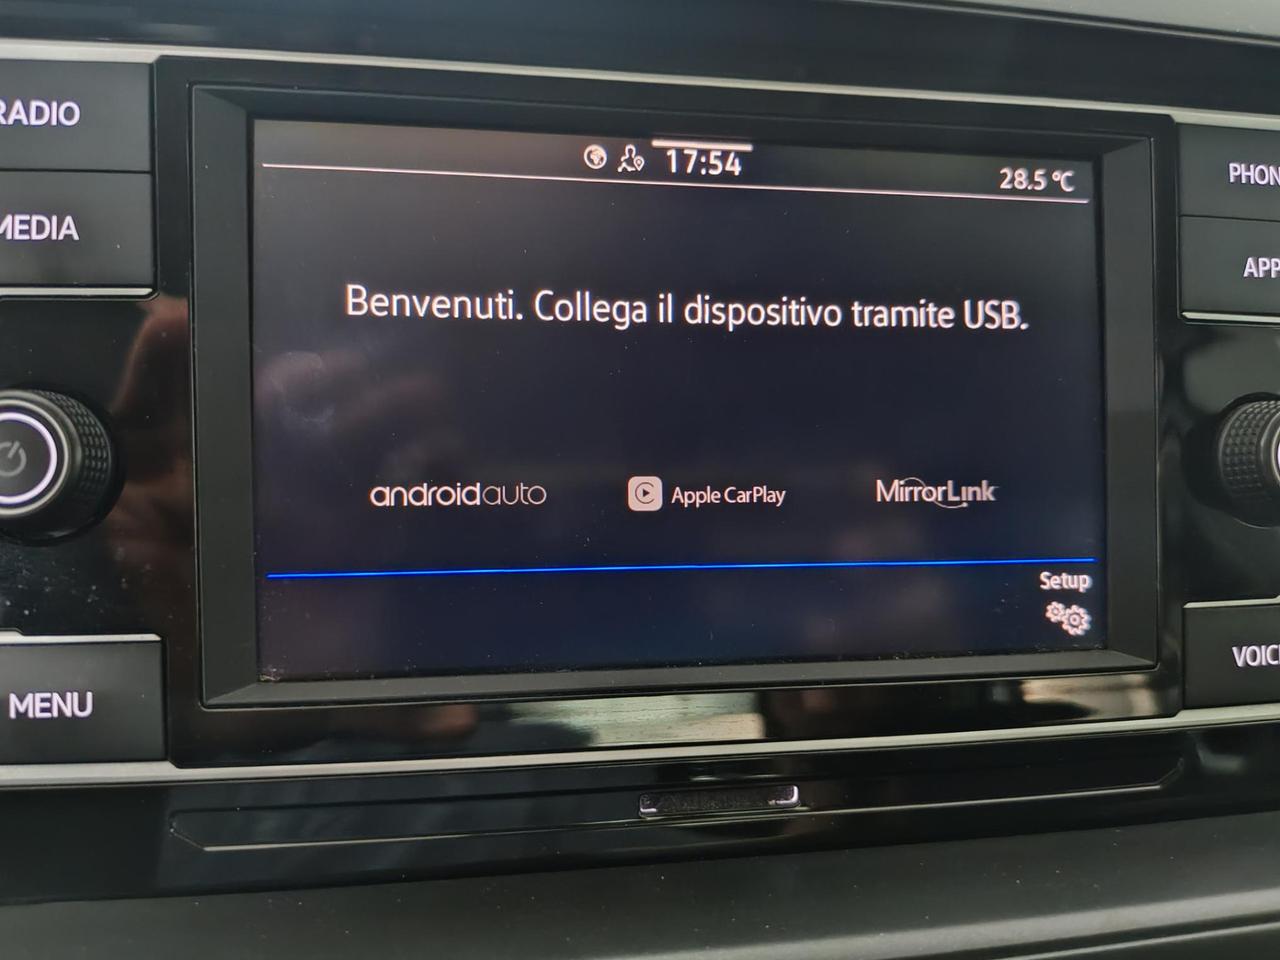 RADIO
MEDIA
MENU
17:54
28.5 °C
Benvenuti. Collega il dispositivo tramite USB.
androidauto
Apple CarPlay
MirrorLink
Setup
PHON
APP
VOIC